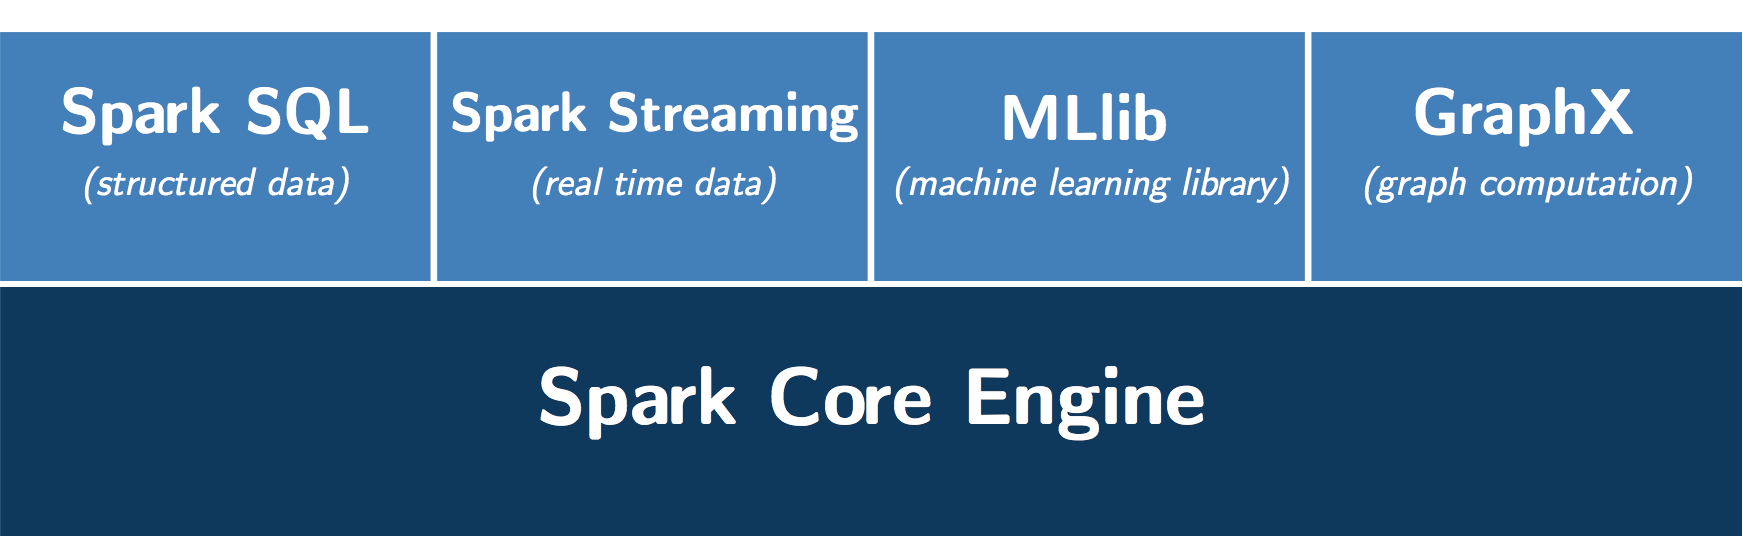 Spark SQL
(structured data)
Spark Streaming
(real time data)
MLlib
(machine learning library)
GraphX
(graph computation)
Spark Core Engine